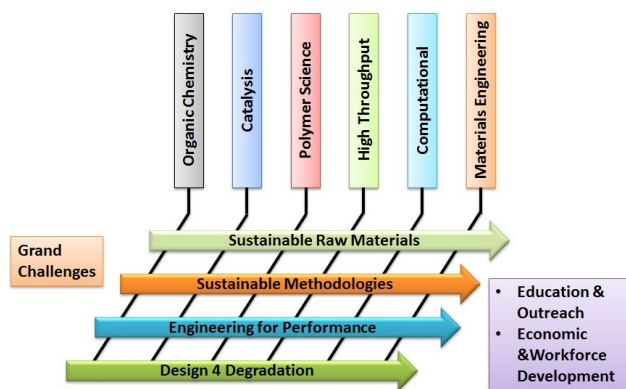 Organic Chemistry
Catalysis
Polymer Science
High Throughput
Computational
Materials Engineering
Grand
Challenges
Sustainable Raw Materials
Sustainable Methodologies
Engineering for Performance
Design 4 Degradation
• Education &
Outreach
• Economic
&Workforce
Development